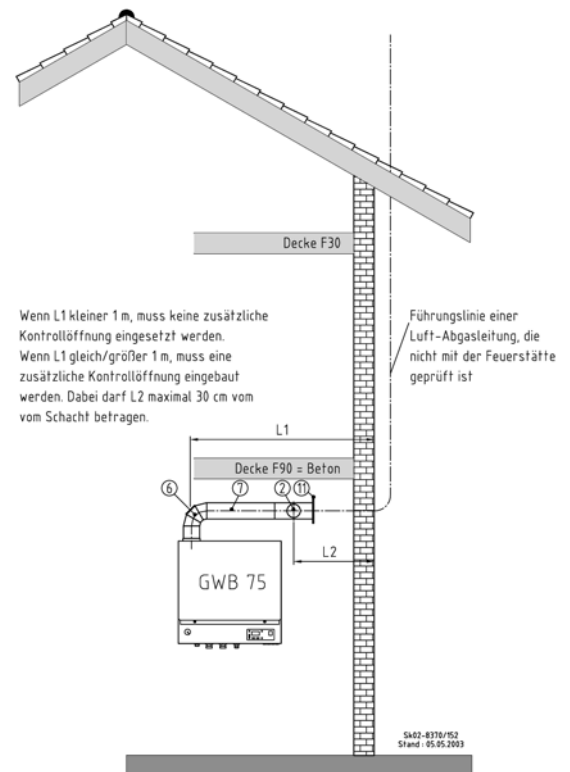 Decke F30
Wenn L1 kleiner 1 m, muss keine zusätzliche
Kontrollöffnung eingesetzt werden.
Wenn L1 gleich/größer 1 m, muss eine
zusätzliche Kontrollöffnung eingebaut
werden. Dabei darf L2 maximal 30 cm vom
vom Schacht betragen.
Führungslinie einer
Luft-Abgasleitung, die
nicht mit der Feuerstätte
geprüft ist
L1
Decke F90 = Beton
6
7
2
11
L2
GWB 75
Sk02-8370/152
Stand : 05.05.2003